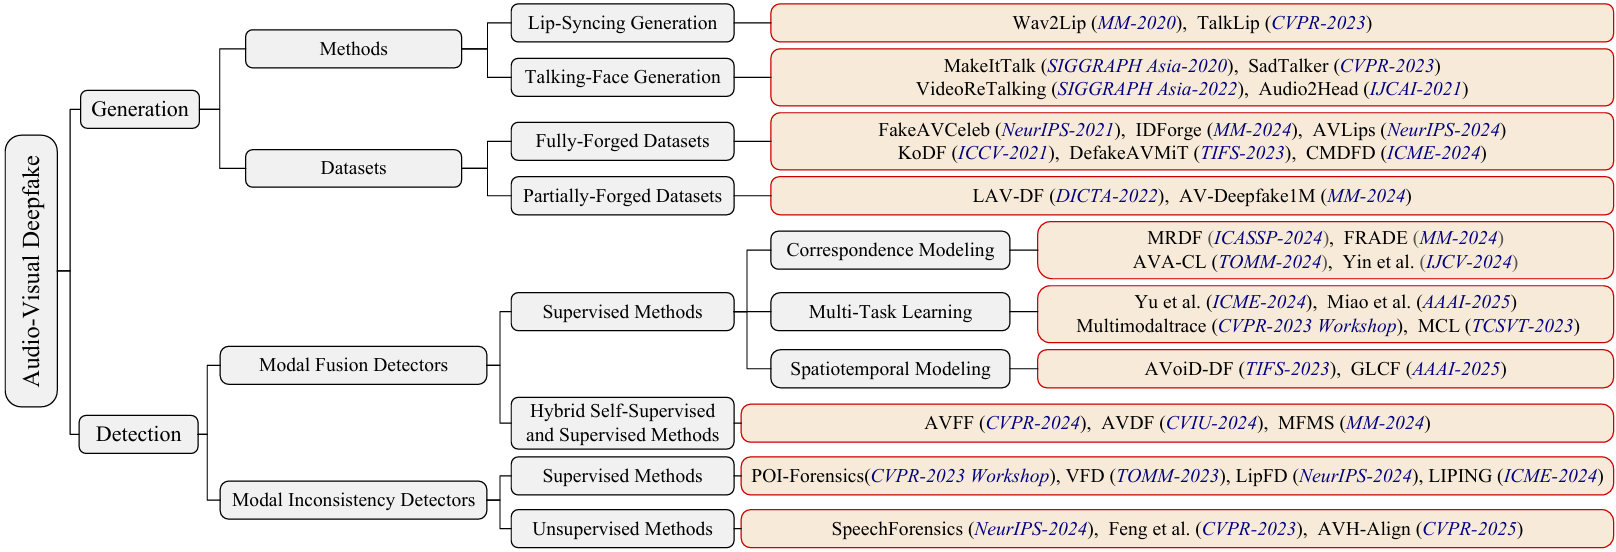 Audio-Visual Deepfake
Generation
Methods
Lip-Syncing Generation
Wav2Lip (MM-2020), TalkLip (CVPR-2023)
Talking-Face Generation
MakeItTalk (SIGGRAPH Asia-2020), SadTalker (CVPR-2023)
VideoReTalking (SIGGRAPH Asia-2022), Audio2Head (IJCAI-2021)
Datasets
Fully-Forged Datasets
FakeAVCeleb (NeurIPS-2021), IDForge (MM-2024), AVLips (NeurIPS-2024)
KoDF (ICCV-2021), DefakeAVMiT (TIFS-2023), CMDFD (ICME-2024)
Partially-Forged Datasets
LAV-DF (DICTA-2022), AV-Deepfake1M (MM-2024)
Detection
Modal Fusion Detectors
Supervised Methods
Correspondence Modeling
MRDF (ICASSP-2024), FRADE (MM-2024)
AVA-CL (TOMM-2024), Yin et al. (IJCV-2024)
Multi-Task Learning
Yu et al. (ICME-2024), Miao et al. (AAAI-2025)
Multimodaltrace (CVPR-2023 Workshop), MCL (TCSVT-2023)
Spatiotemporal Modeling
AVoiD-DF (TIFS-2023), GLCF (AAAI-2025)
Hybrid Self-Supervised
and Supervised Methods
AVFF (CVPR-2024), AVDF (CVIU-2024), MFMS (MM-2024)
Modal Inconsistency Detectors
Supervised Methods
POI-Forensics(CVPR-2023 Workshop), VFD (TOMM-2023), LipFD (NeurIPS-2024), LIPING (ICME-2024)
Unsupervised Methods
SpeechForensics (NeurIPS-2024), Feng et al. (CVPR-2023), AVH-Align (CVPR-2025)